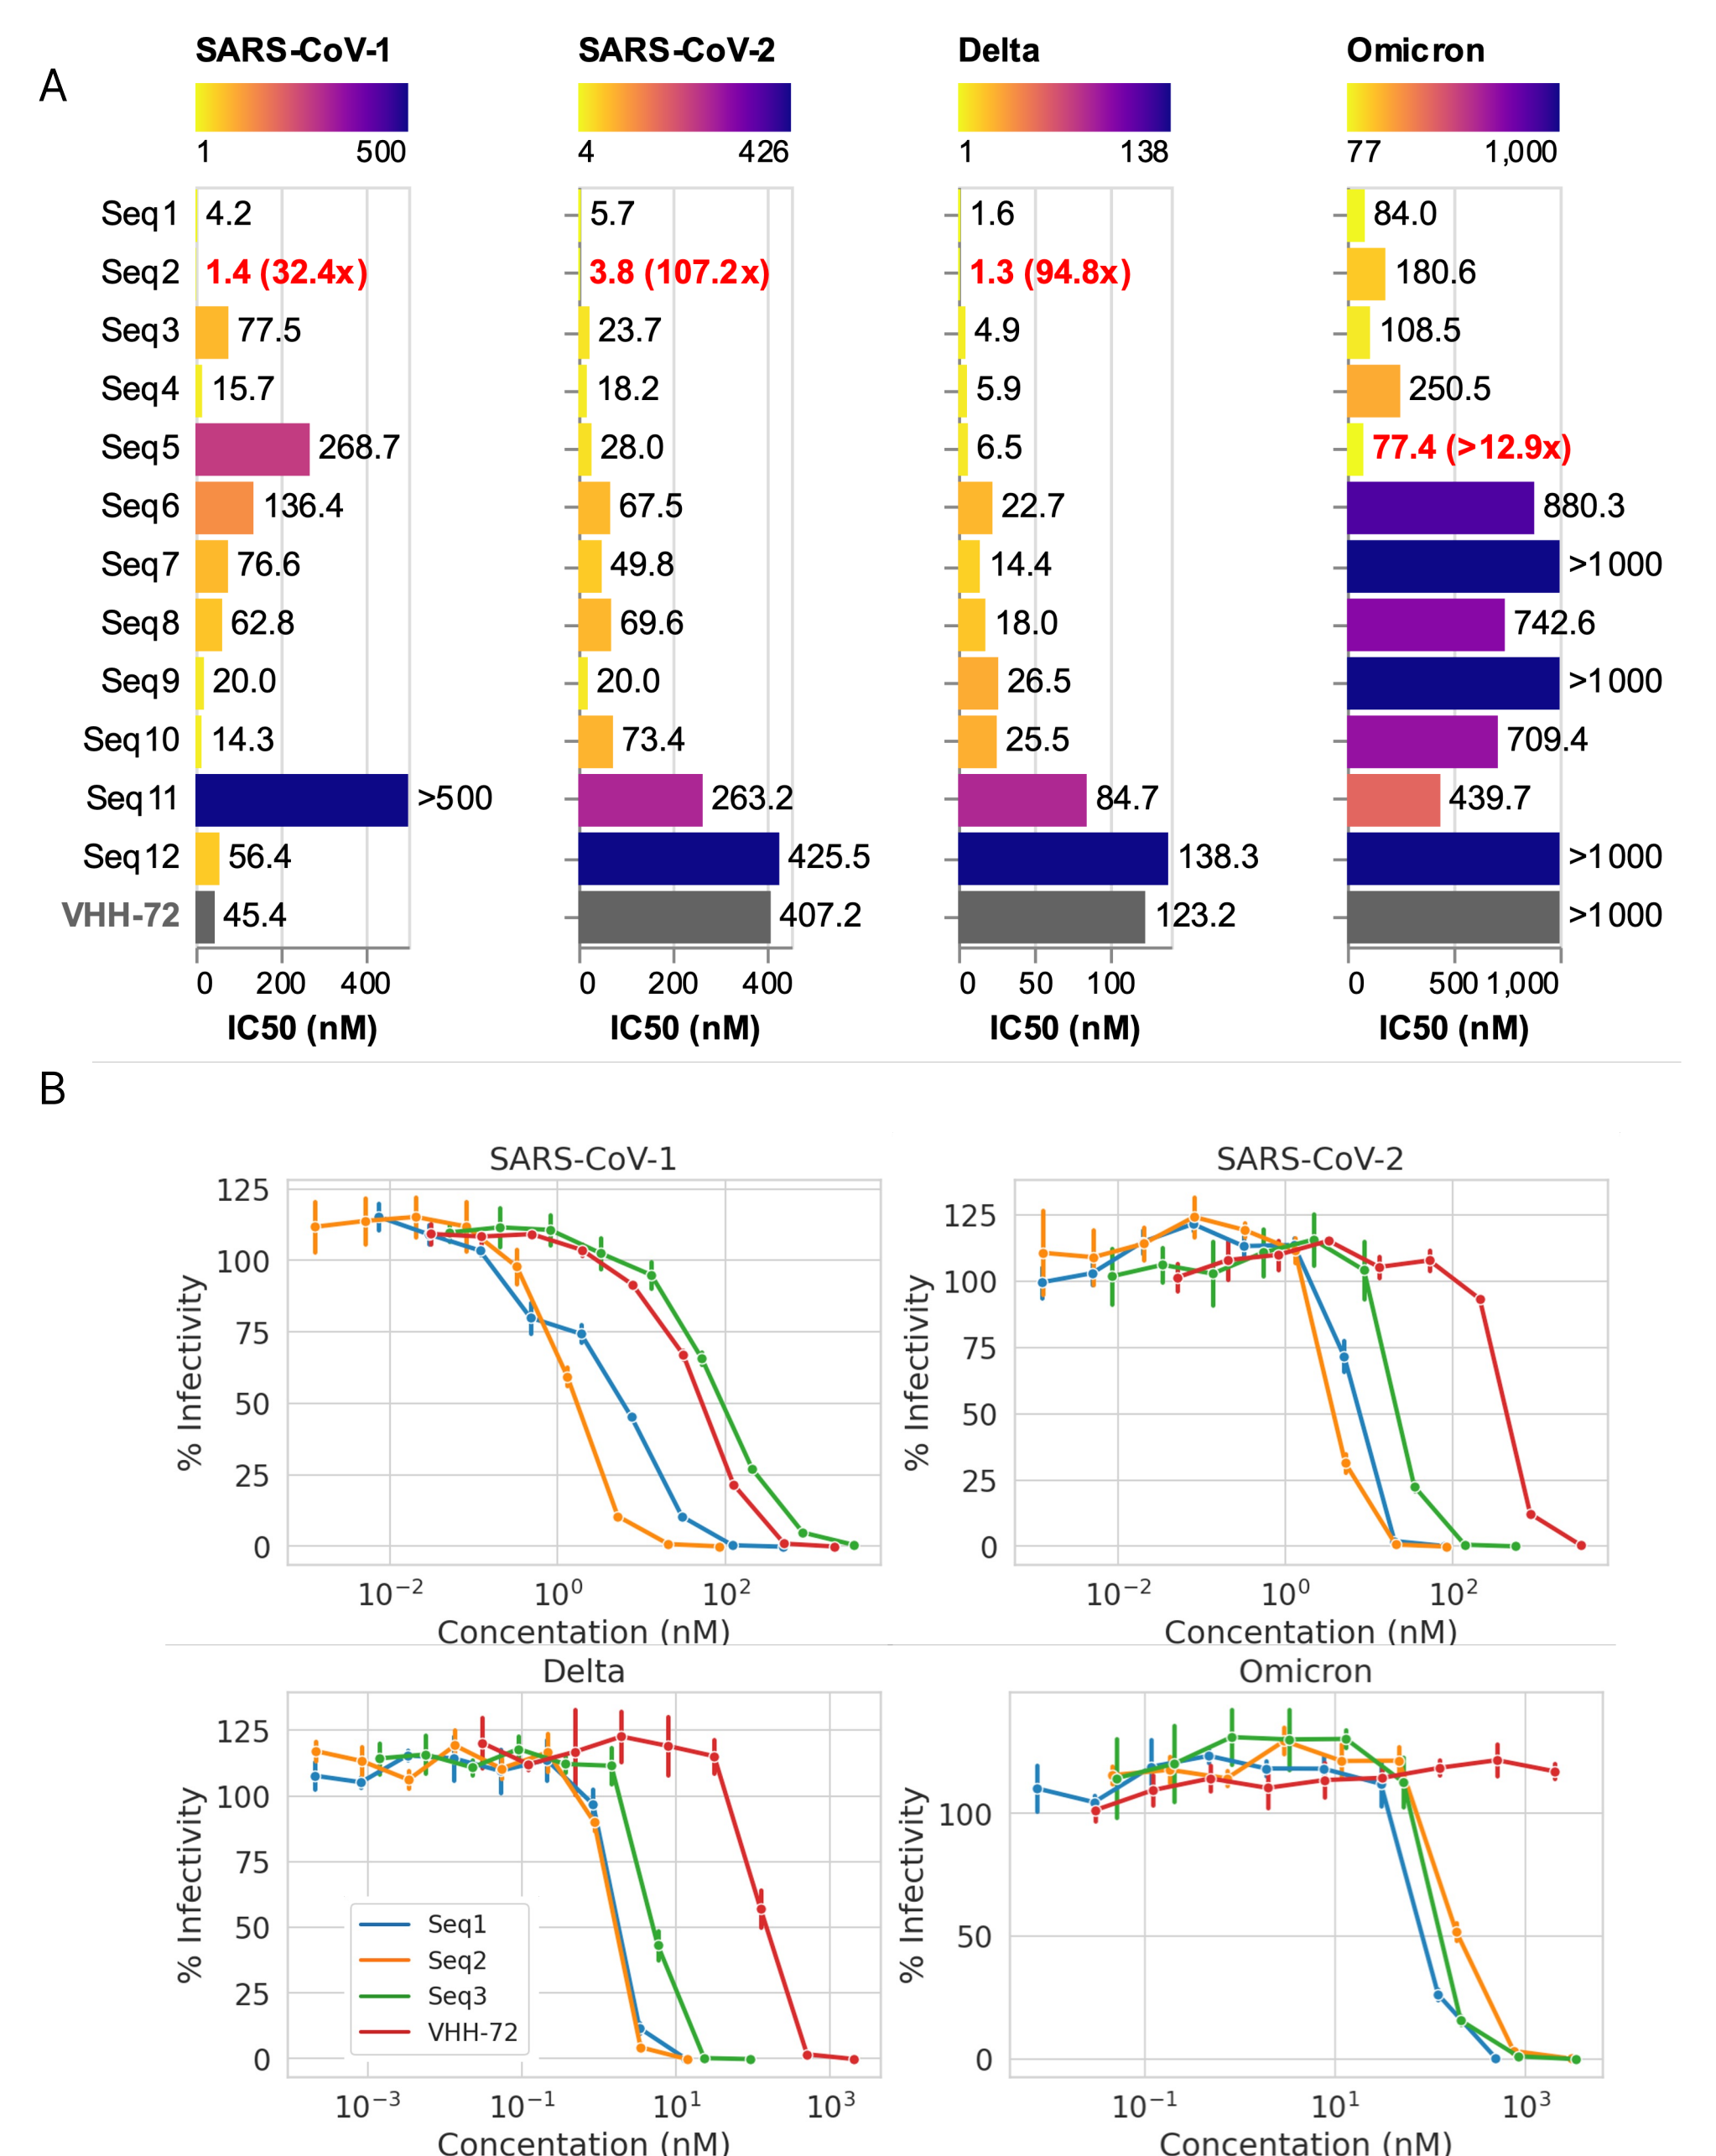 A
SARS-CoV-1 SARS-CoV-2 Delta Omicron
1 500 4 426 1 138 77 1,000
Seq1 4.2 5.7 1.6 84.0
Seq2 1.4 (32.4x) 3.8 (107.2x) 1.3 (94.8x) 180.6
Seq3 77.5 23.7 4.9 108.5
Seq4 15.7 18.2 5.9 250.5
Seq5 268.7 28.0 6.5 77.4 (>12.9x)
Seq6 136.4 67.5 22.7 880.3
Seq7 76.6 49.8 14.4 >1000
Seq8 62.8 69.6 18.0 742.6
Seq9 20.0 20.0 26.5 >1000
Seq10 14.3 73.4 25.5 709.4
Seq11 >500 263.2 84.7 439.7
Seq12 56.4 425.5 138.3 >1000
VHH-72 45.4 407.2 123.2 >1000
0 200 400 0 200 400 0 50 100 0 500 1,000
IC50 (nM) IC50 (nM) IC50 (nM) IC50 (nM)
B
SARS-CoV-1
% Infectivity
125
100
75
50
25
0
10⁻² 10⁰ 10²
Concentation (nM)
SARS-CoV-2
% Infectivity
125
100
75
50
25
0
10⁻² 10⁰ 10²
Concentation (nM)
Delta
% Infectivity
125
100
75
50
25
0
Seq1
Seq2
Seq3
VHH-72
10⁻³ 10⁻¹ 10¹ 10³
Concentation (nM)
Omicron
% Infectivity
100
50
0
10⁻¹ 10¹ 10³
Concentation (nM)